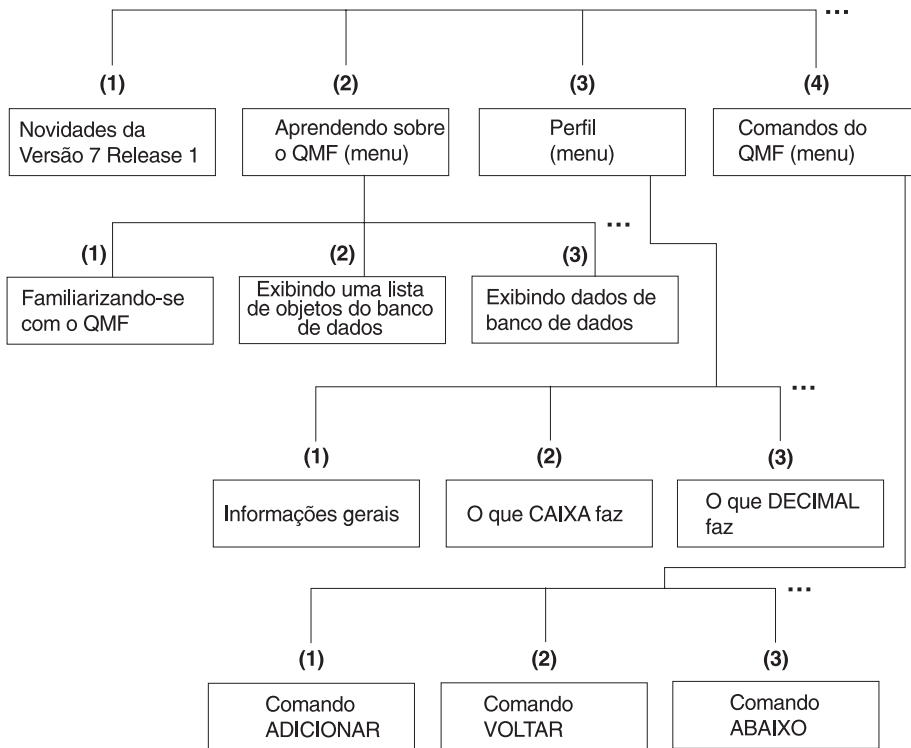 ...
(1) (2) (3) (4)
Novidades da
Versão 7 Release 1
Aprendendo sobre
o QMF (menu)
Perfil
(menu)
Comandos do
QMF (menu)
...
(1) (2) (3)
Familiarizando-se
com o QMF
Exibindo uma lista
de objetos do banco
de dados
Exibindo dados de
banco de dados
...
(1) (2) (3)
Informações gerais
O que CAIXA faz
O que DECIMAL
faz
...
(1) (2) (3)
Comando
ADICIONAR
Comando
VOLTAR
Comando
ABAIXO